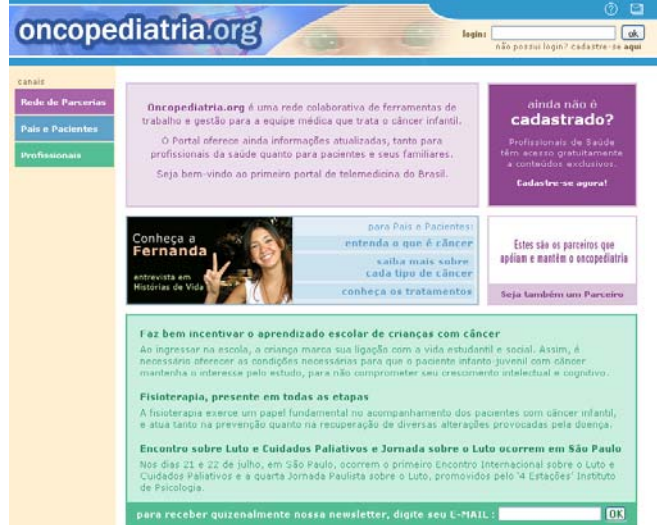 oncopediatria.org
login:
ok
não possui login? cadastre-se aqui
canais
Rede de Parcerias
Pais e Pacientes
Profissionais
Oncopediatria.org é uma rede colaborativa de ferramentas de
trabalho e gestão para a equipe médica que trata o câncer infantil.
O Portal oferece ainda informações atualizadas, tanto para
profissionais da saúde quanto para pacientes e seus familiares.
Seja bem-vindo ao primeiro portal de telemedicina do Brasil.
ainda não é
cadastrado?
Profissionais de Saúde
têm acesso gratuitamente
a conteúdos exclusivos.
Cadastre-se agora!
Conheça a
Fernanda
entrevista em
Histórias de Vida
para Pais e Pacientes:
entenda o que é câncer
saiba mais sobre
cada tipo de câncer
conheça os tratamentos
Estes são os parceiros que
apóiam e mantêm o oncopediatria
Seja também um Parceiro
Faz bem incentivar o aprendizado escolar de crianças com câncer
Ao ingressar na escola, a criança marca sua ligação com a vida estudantil e social. Assim, é
necessário oferecer as condições necessárias para que o paciente infanto-juvenil com câncer
mantenha o interesse pelo estudo, para não comprometer seu crescimento intelectual e cognitivo.
Fisioterapia, presente em todas as etapas
A fisioterapia exerce um papel fundamental no acompanhamento dos pacientes com câncer infantil,
e atua tanto na prevenção quanto na recuperação de diversas alterações provocadas pela doença.
Encontro sobre Luto e Cuidados Paliativos e Jornada sobre o Luto ocorrem em São Paulo
Nos dias 21 e 22 de julho, em São Paulo, ocorrem o primeiro Encontro Internacional sobre o Luto e
Cuidados Paliativos e a quarta Jornada Paulista sobre o Luto, promovidos pelo '4 Estações' Instituto
de Psicologia.
para receber quizenalmente nossa newsletter, digite seu E-MAIL :
OK